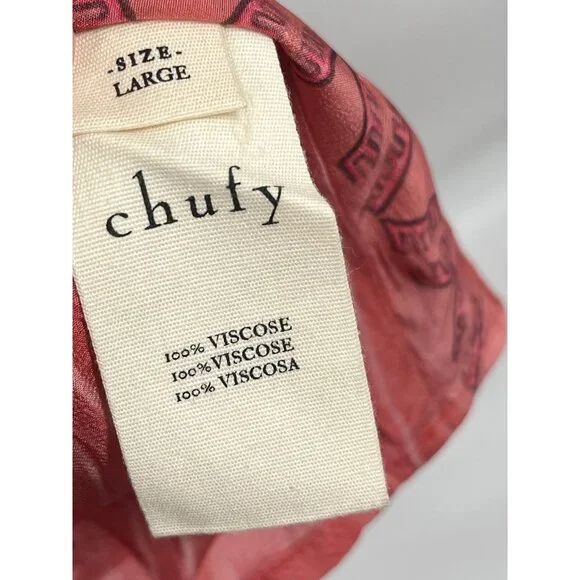 -SIZE-
LARGE
chufy
100% VISCOSE
100% VISCOSE
100% VISCOSA